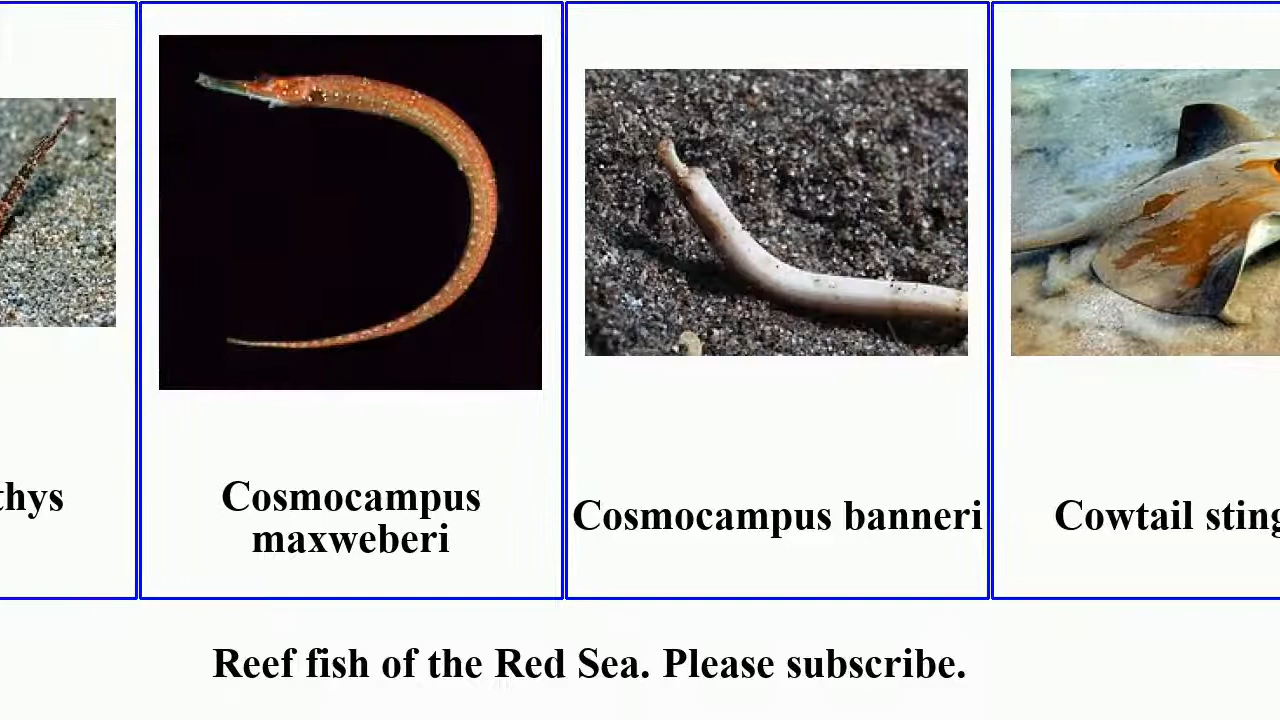 thys
Cosmocampus
maxweberi
Cosmocampus banneri
Cowtail sting
Reef fish of the Red Sea. Please subscribe.